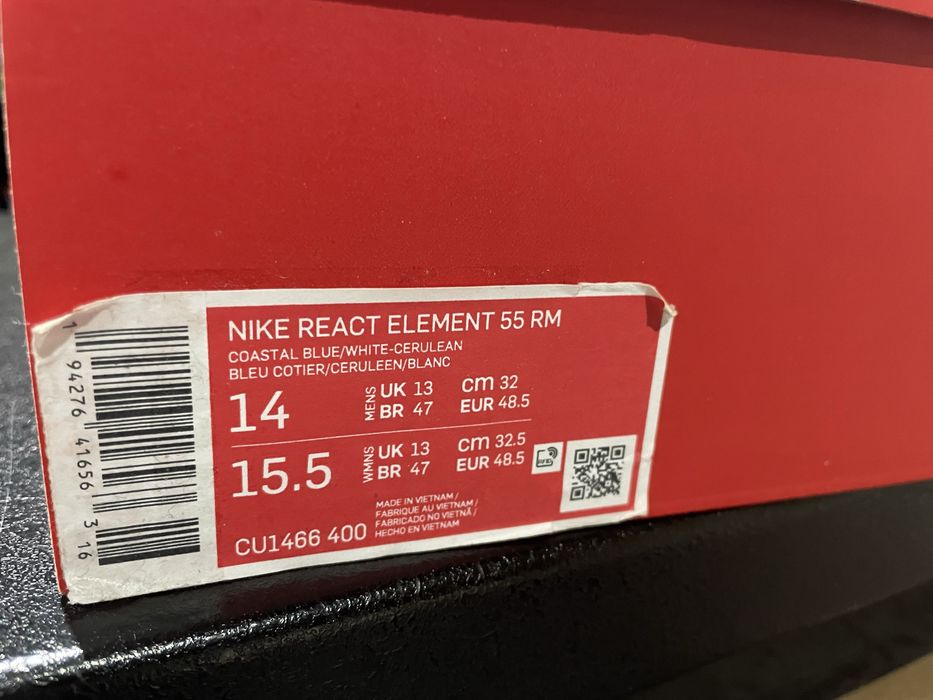 NIKE REACT ELEMENT 55 RM
COASTAL BLUE/WHITE-CERULEAN
BLEU COTIER/CERULEEN/BLANC
14 MENS UK 13 cm 32
BR 47 EUR 48.5
15.5 WMNS UK 13 cm 32.5
BR 47 EUR 48.5
RFID
CU1466 400
MADE IN VIETNAM /
FABRIQUE AU VIETNAM /
FABRICADO NO VIETNÃ /
HECHO EN VIETNAM
1 94276 41656 3 16